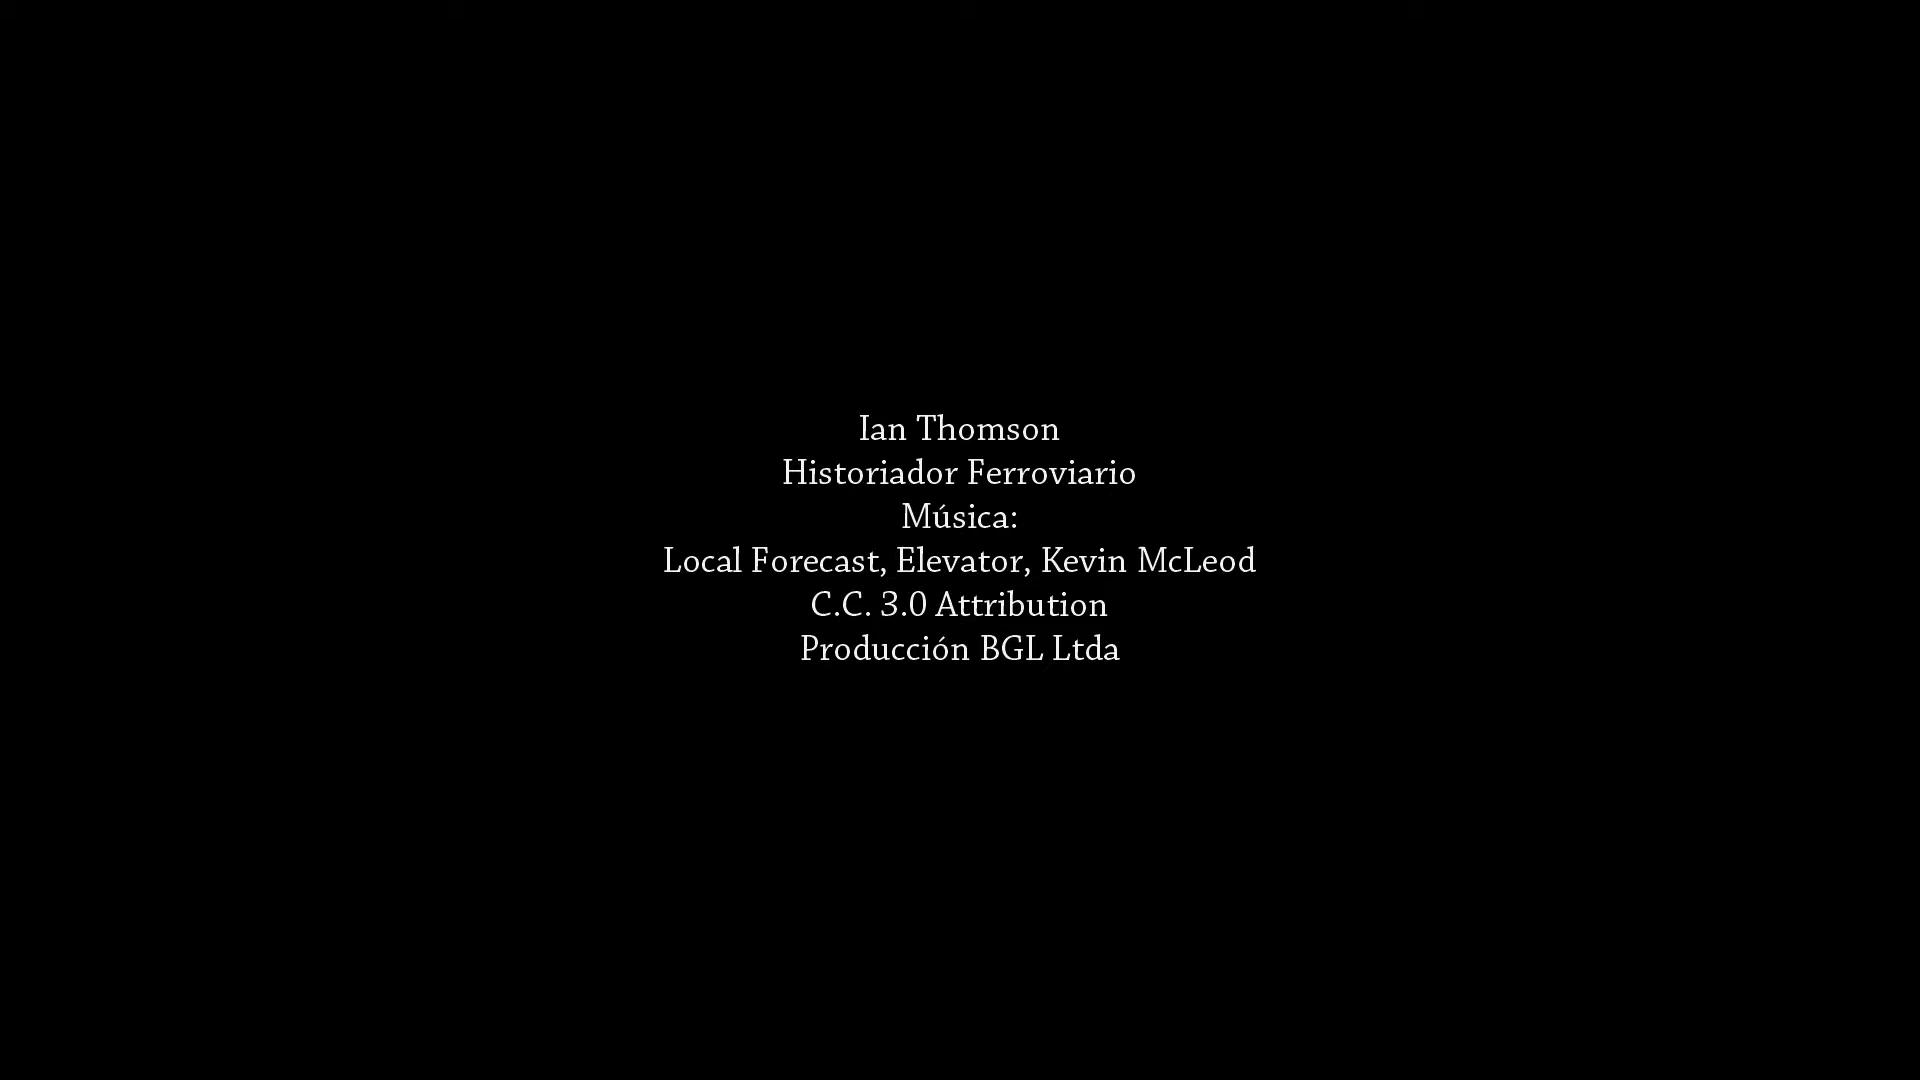 Ian Thomson
Historiador Ferroviario
Música:
Local Forecast, Elevator, Kevin McLeod
C.C. 3.0 Attribution
Producción BGL Ltda